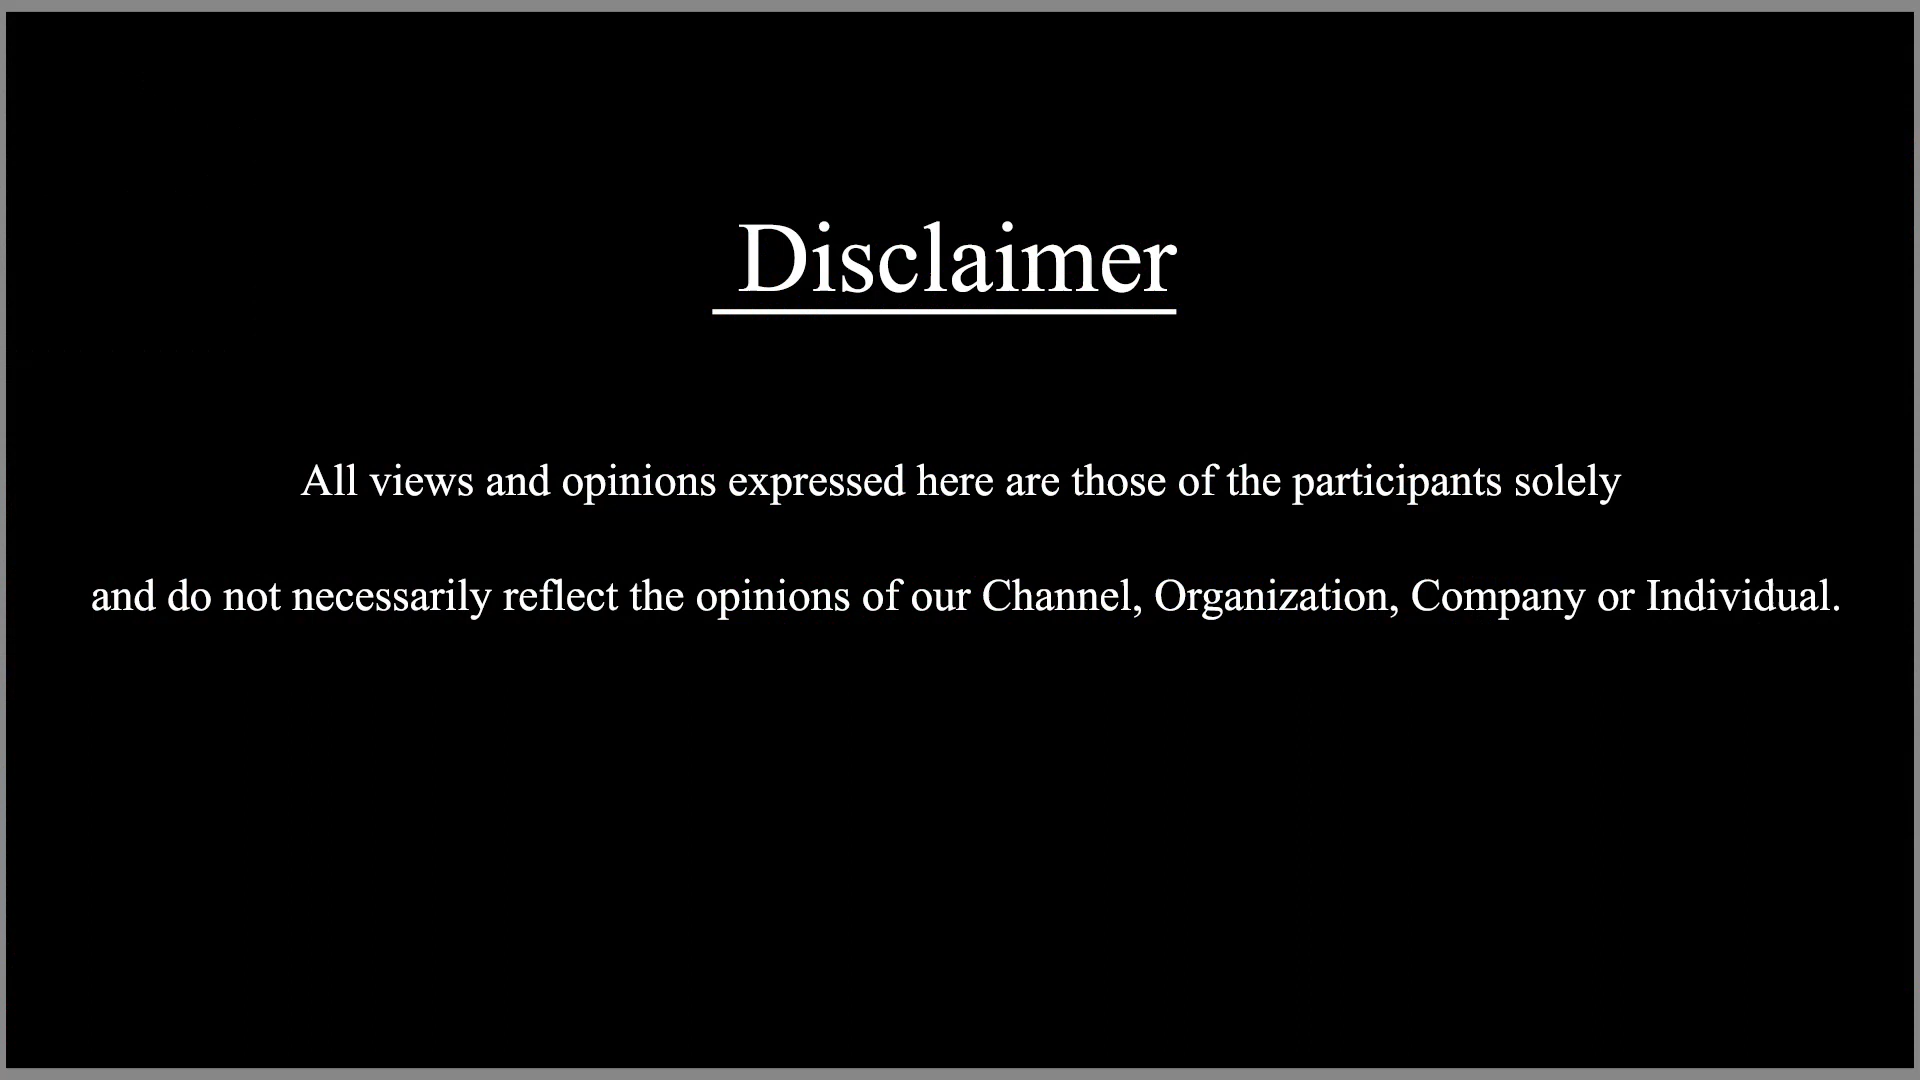 Disclaimer
All views and opinions expressed here are those of the participants solely
and do not necessarily reflect the opinions of our Channel, Organization, Company or Individual.